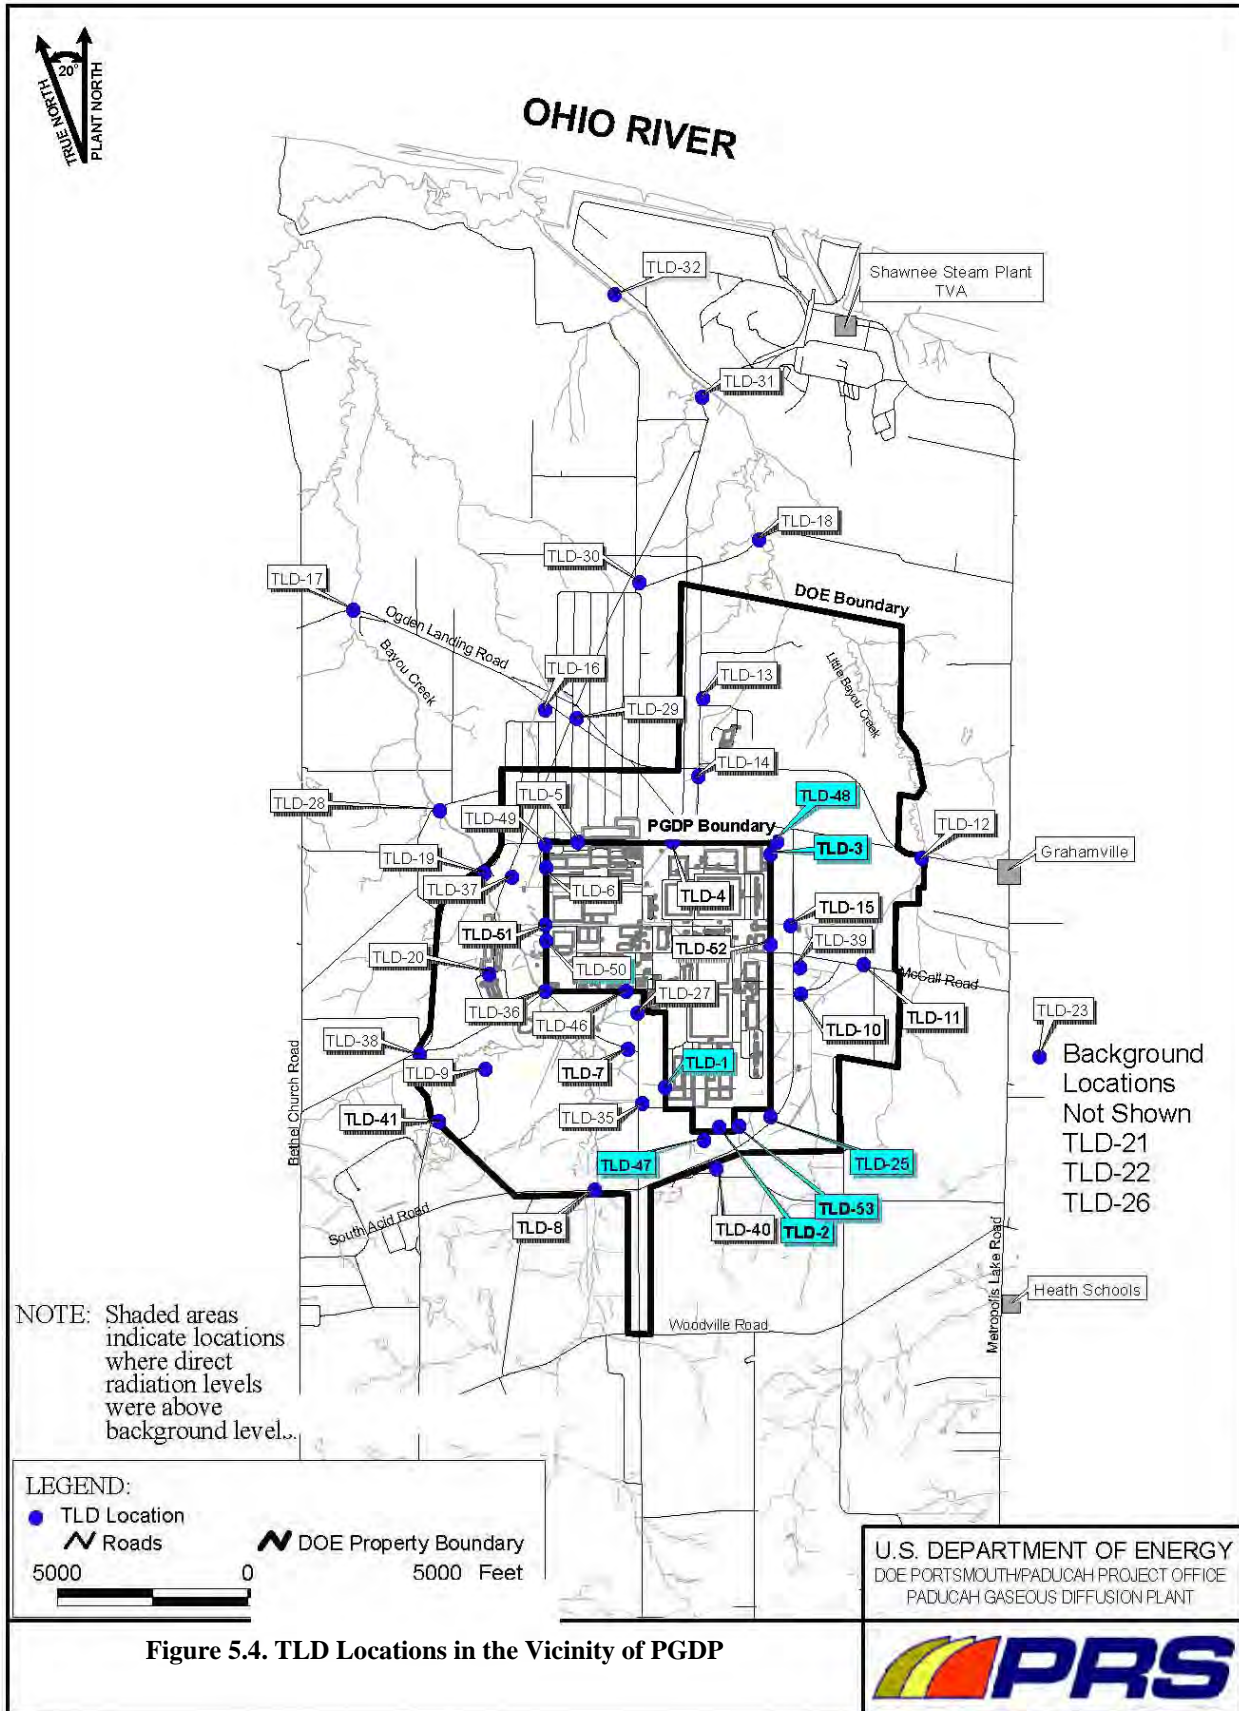 TRUE NORTH
20°
PLANT NORTH
OHIO RIVER
TLD-32
Shawnee Steam Plant
TVA
TLD-31
TLD-18
TLD-30
TLD-17
DOE Boundary
Ogden Landing Road
Bayou Creek
TLD-16
TLD-13
Little Bayou Creek
TLD-29
TLD-14
TLD-28
TLD-5
TLD-48
TLD-49
PGDP Boundary
TLD-12
TLD-3
Grahamville
TLD-19
TLD-37
TLD-6
TLD-4
TLD-15
TLD-51
TLD-52
TLD-39
TLD-20
TLD-50
McCall Road
TLD-36
TLD-46
TLD-27
TLD-10
TLD-11
TLD-23
TLD-38
TLD-9
TLD-7
TLD-1
Background
Locations
Not Shown
TLD-21
TLD-22
TLD-26
Bethel Church Road
TLD-41
TLD-35
TLD-47
TLD-25
TLD-53
TLD-8
TLD-40
TLD-2
South Acid Road
Metropolis Lake Road
Heath Schools
Woodville Road
NOTE: Shaded areas
indicate locations
where direct
radiation levels
were above
background level..
LEGEND:
TLD Location
Roads
DOE Property Boundary
5000 0 5000 Feet
U.S. DEPARTMENT OF ENERGY
DOE PORTSMOUTH/PADUCAH PROJECT OFFICE
PADUCAH GASEOUS DIFFUSION PLANT
Figure 5.4. TLD Locations in the Vicinity of PGDP
PRS